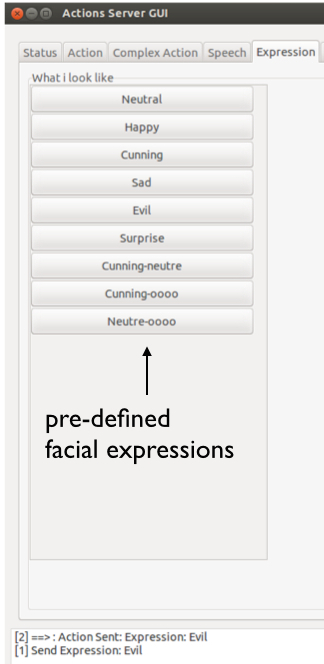 Actions Server GUI
Status Action Complex Action Speech Expression
What i look like
Neutral
Happy
Cunning
Sad
Evil
Surprise
Cunning-neutre
Cunning-oooo
Neutre-oooo
pre-defined
facial expressions
[2] ==> : Action Sent: Expression: Evil
[1] Send Expression: Evil